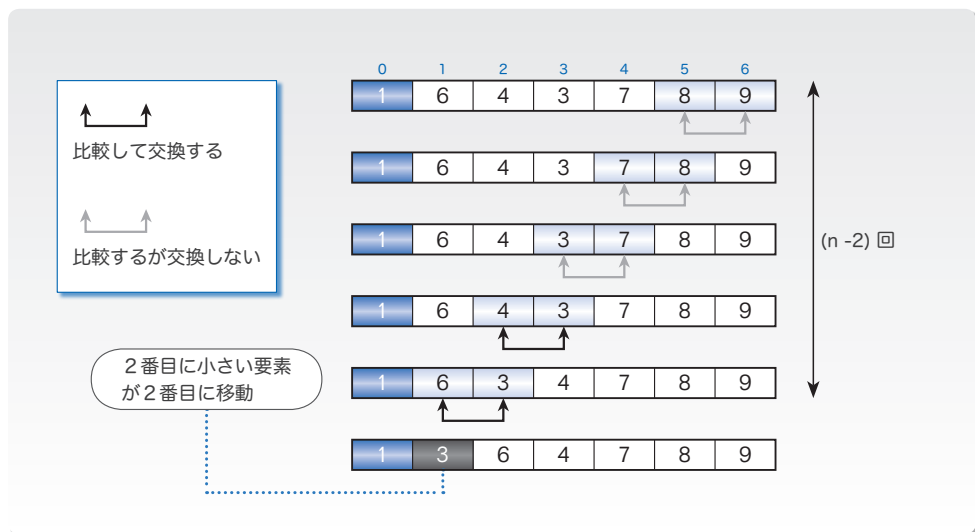 比較して交換する
比較するが交換しない
0 1 2 3 4 5 6
1 6 4 3 7 8 9
1 6 4 3 7 8 9
1 6 4 3 7 8 9
1 6 4 3 7 8 9
1 6 3 4 7 8 9
1 3 6 4 7 8 9
(n -2) 回
２番目に小さい要素
が２番目に移動